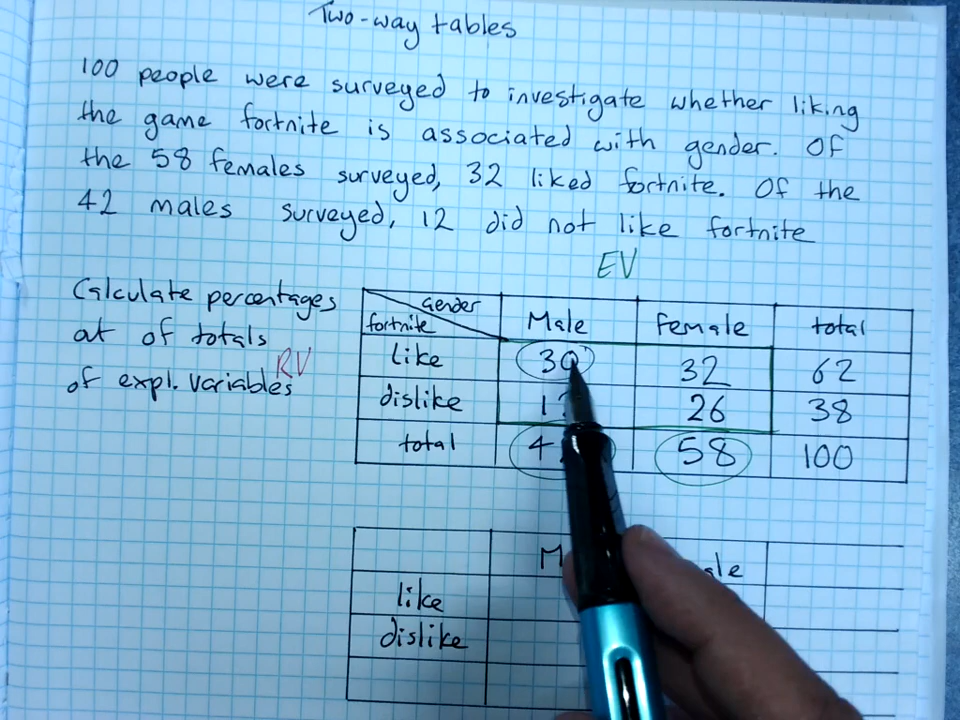 Two-way tables
100 people were surveyed to investigate whether liking
the game fortnite is associated with gender. Of
the 58 females surveyed, 32 liked fortnite. Of the
42 males surveyed, 12 did not like fortnite
EV
Calculate percentages
at of totals
RV
of expl. variables
Gender
fortnite Male female total
like 30 32 62
dislike 26 38
total 58 100
like
dislike